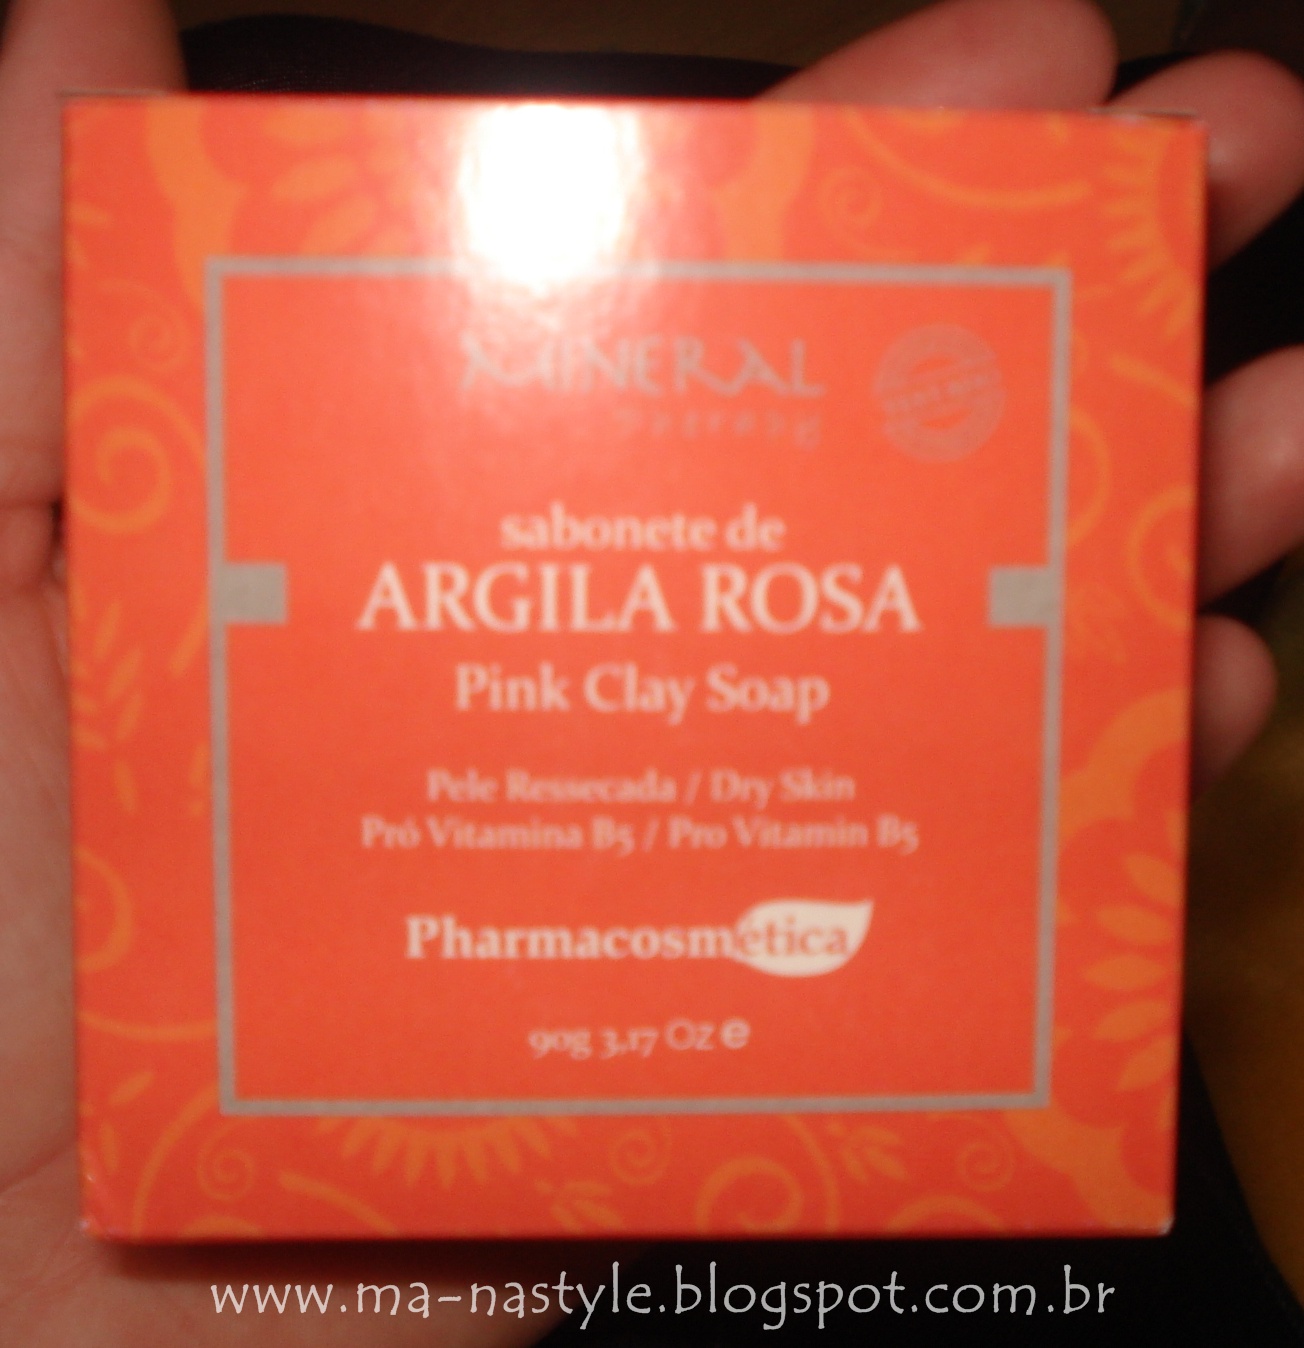 MINERAL
sabonete de
ARGILA ROSA
Pink Clay Soap
Pele Ressecada / Dry Skin
Pró Vitamina B5 / Pro Vitamin B5
Pharmacosmética
90g 3,17 Oz e
www.ma-nastyle.blogspot.com.br